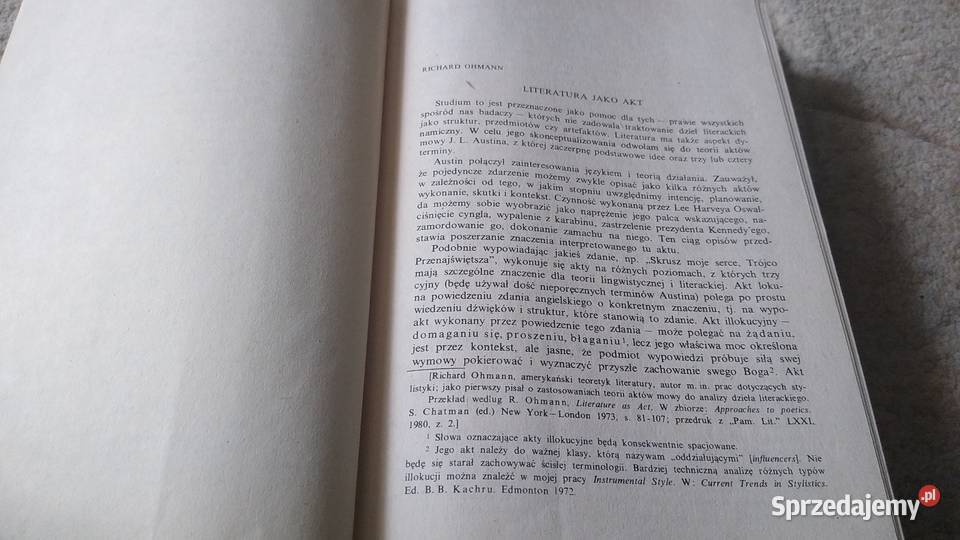 RICHARD OHMANN
LITERATURA JAKO AKT
Studium to jest przeznaczone jako pomoc dla tych – prawie wszystkich
spośród nas badaczy – których nie zadowala traktowanie dzieł literackich
jako struktur, przedmiotów czy artefaktów. Literatura ma także aspekt dy-
namiczny. W celu jego skonceptualizowania odwołam się do teorii aktów
mowy J. L. Austina, z której zaczerpnę podstawowe idee oraz trzy lub cztery
terminy.
Austin połączył zainteresowania językiem i teorią działania. Zauważył,
że pojedyncze zdarzenie możemy zwykle opisać jako kilka różnych aktów
w zależności od tego, w jakim stopniu uwzględnimy intencję, planowanie,
wykonanie, skutki i kontekst. Czynność wykonaną przez Lee Harveya Oswal-
da możemy sobie wyobrazić jako naprężenie jego palca wskazującego, na-
ciśnięcie cyngla, wypalenie z karabinu, zastrzelenie prezydenta Kennedy'ego,
zamordowanie go, dokonanie zamachu na niego. Ten ciąg opisów przed-
stawia poszerzanie znaczenia interpretowanego tu aktu.
Podobnie wypowiadając jakieś zdanie, np. „Skrusz moje serce, Trójco
Przenajświętsza”, wykonuje się akty na różnych poziomach, z których trzy
mają szczególne znaczenie dla teorii lingwistycznej i literackiej. Akt loku-
cyjny (będę używał dość nieporęcznych terminów Austina) polega po prostu
na powiedzeniu zdania angielskiego o konkretnym znaczeniu, tj. na wypo-
wiedzeniu dźwięków i struktur, które stanowią to zdanie. Akt illokucyjny –
akt wykonany przez powiedzenie tego zdania – może polegać na żądaniu,
domaganiu się, proszeniu, błaganiu¹, lecz jego właściwa moc określona
jest przez kontekst, ale jasne, że podmiot wypowiedzi próbuje siłą swej
wymowy pokierować i wyznaczyć przyszłe zachowanie swego Boga². Akt
[Richard Ohmann, amerykański teoretyk literatury, autor m. in. prac dotyczących sty-
listyki; jako pierwszy pisał o zastosowaniach teorii aktów mowy do analizy dzieła literackiego.
Przekład według R. Ohmann, Literature as Act, W zbiorze: Approaches to poetics.
S. Chatman (ed.) New York–London 1973, s. 81-107; przedruk z „Pam. Lit.” LXXI,
1980, z. 2.]
¹ Słowa oznaczające akty illokucyjne będą konsekwentnie spacjowane.
² Jego akt należy do ważnej klasy, którą nazywam „oddziałującymi” [influencers]. Nie
będę się starał zachowywać ścisłej terminologii. Bardziej techniczną analizę różnych typów
illokucji można znaleźć w mojej pracy Instrumental Style. W: Current Trends in Stylistics.
Ed. B. B. Kachru. Edmonton 1972.
Sprzedajemy.pl